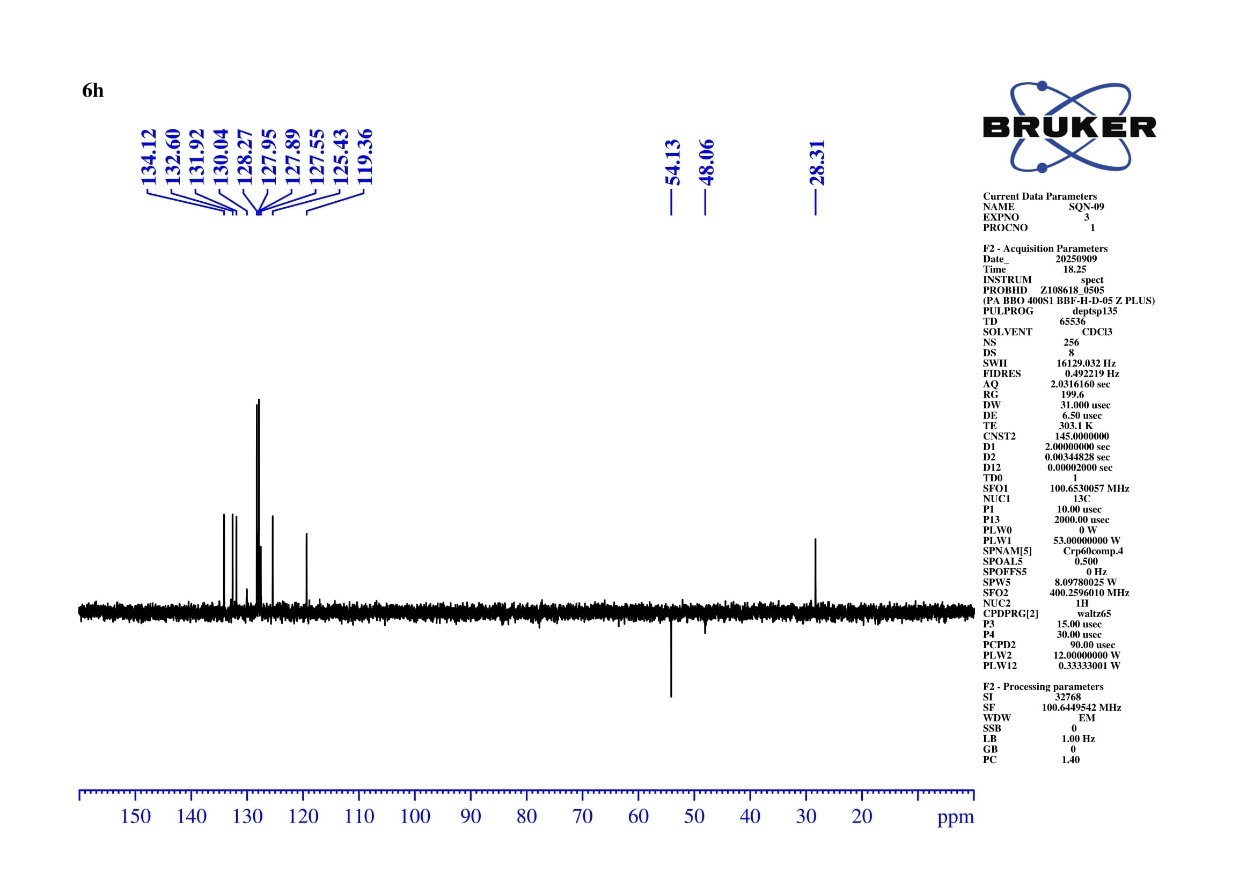 6h
134.12
132.60
131.92
130.04
128.27
127.95
127.89
127.55
125.43
119.36
54.13
48.06
28.31
BRUKER
Current Data Parameters
NAME SQN-09
EXPNO 3
PROCNO 1
F2 - Acquisition Parameters
Date_ 20250909
Time 18.25
INSTRUM spect
PROBHD Z108618_0505
(PA BBO 400S1 BBF-H-D-05 Z PLUS)
PULPROG deptsp135
TD 65536
SOLVENT CDCl3
NS 256
DS 8
SWH 16129.032 Hz
FIDRES 0.492219 Hz
AQ 2.0316160 sec
RG 199.6
DW 31.000 usec
DE 6.50 usec
TE 303.1 K
CNST2 145.0000000
D1 2.00000000 sec
D2 0.00344828 sec
D12 0.00002000 sec
TD0 1
SFO1 100.6530057 MHz
NUC1 13C
P1 10.00 usec
P13 2000.00 usec
PLW0 0 W
PLW1 53.00000000 W
SPNAM[5] Crp60comp.4
SPOAL5 0.500
SPOFFS5 0 Hz
SPW5 8.09780025 W
SFO2 400.2596010 MHz
NUC2 1H
CPDPRG[2] waltz65
P3 15.00 usec
P4 30.00 usec
PCPD2 90.00 usec
PLW2 12.00000000 W
PLW12 0.33333001 W
F2 - Processing parameters
SI 32768
SF 100.6449542 MHz
WDW EM
SSB 0
LB 1.00 Hz
GB 0
PC 1.40
150 140 130 120 110 100 90 80 70 60 50 40 30 20 ppm